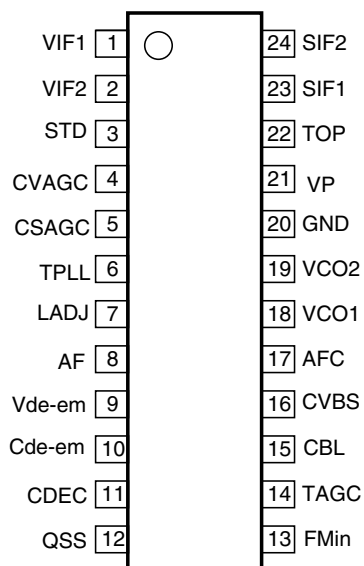 VIF1 1 24 SIF2
VIF2 2 23 SIF1
STD 3 22 TOP
CVAGC 4 21 VP
CSAGC 5 20 GND
TPLL 6 19 VCO2
LADJ 7 18 VCO1
AF 8 17 AFC
Vde-em 9 16 CVBS
Cde-em 10 15 CBL
CDEC 11 14 TAGC
QSS 12 13 FMin